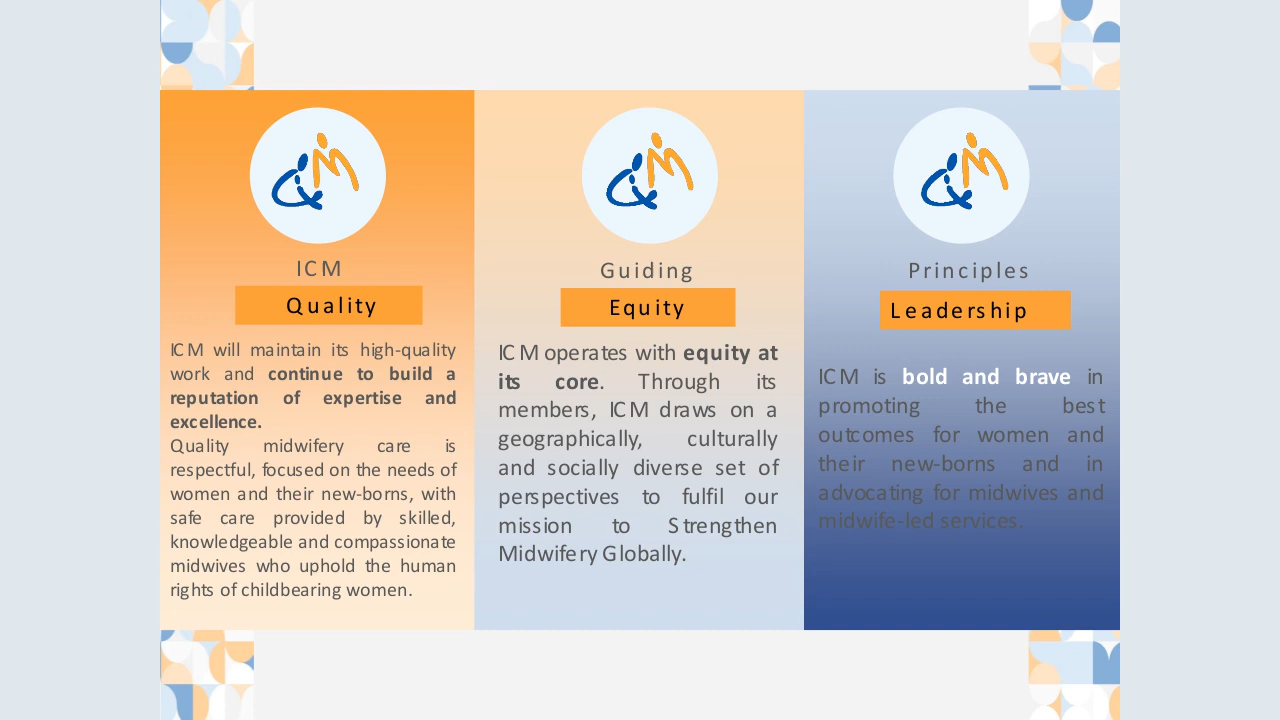 ICM
Quality
ICM will maintain its high-quality
work and continue to build a
reputation of expertise and
excellence.
Quality midwifery care is
respectful, focused on the needs of
women and their new-borns, with
safe care provided by skilled,
knowledgeable and compassionate
midwives who uphold the human
rights of childbearing women.
Guiding
Equity
ICM operates with equity at
its core. Through its
members, ICM draws on a
geographically, culturally
and socially diverse set of
perspectives to fulfil our
mission to Strengthen
Midwifery Globally.
Principles
Leadership
ICM is bold and brave in
promoting the best
outcomes for women and
their new-borns and in
advocating for midwives and
midwife-led services.